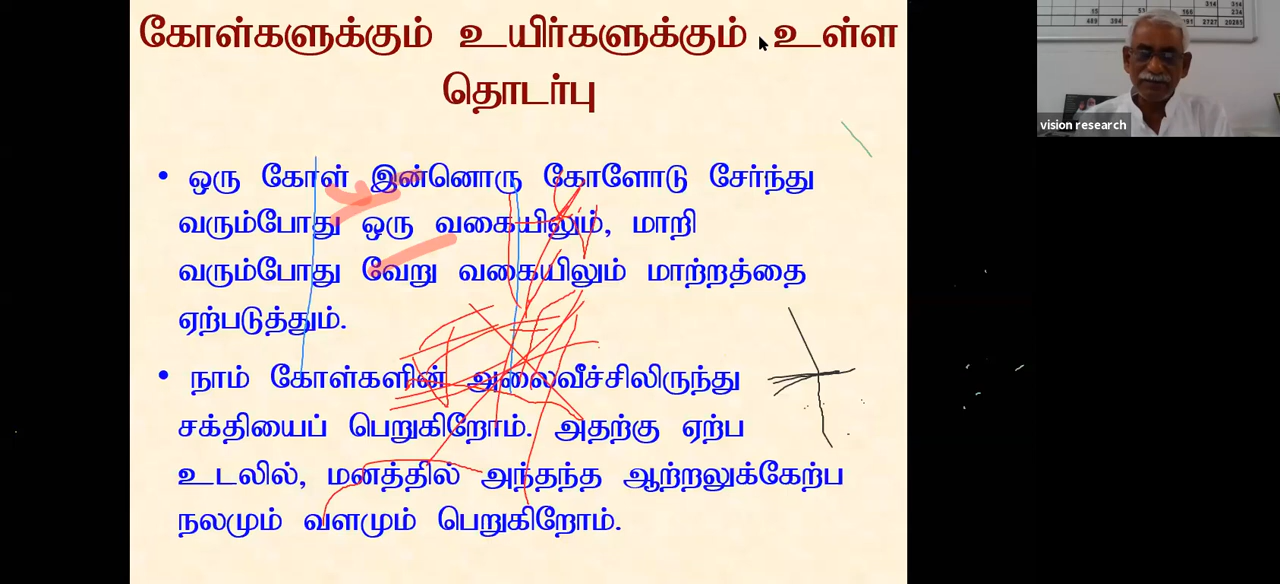 கோள்களுக்கும் உயிர்களுக்கும் உள்ள
தொடர்பு
• ஒரு கோள் இன்னொரு கோளோடு சேர்ந்து
வரும்போது ஒரு வகையிலும், மாறி
வரும்போது வேறு வகையிலும் மாற்றத்தை
ஏற்படுத்தும்.
• நாம் கோள்களின் அலைவீச்சிலிருந்து
சக்தியைப் பெறுகிறோம். அதற்கு ஏற்ப
உடலில், மனத்தில் அந்தந்த ஆற்றலுக்கேற்ப
நலமும் வளமும் பெறுகிறோம்.
vision research